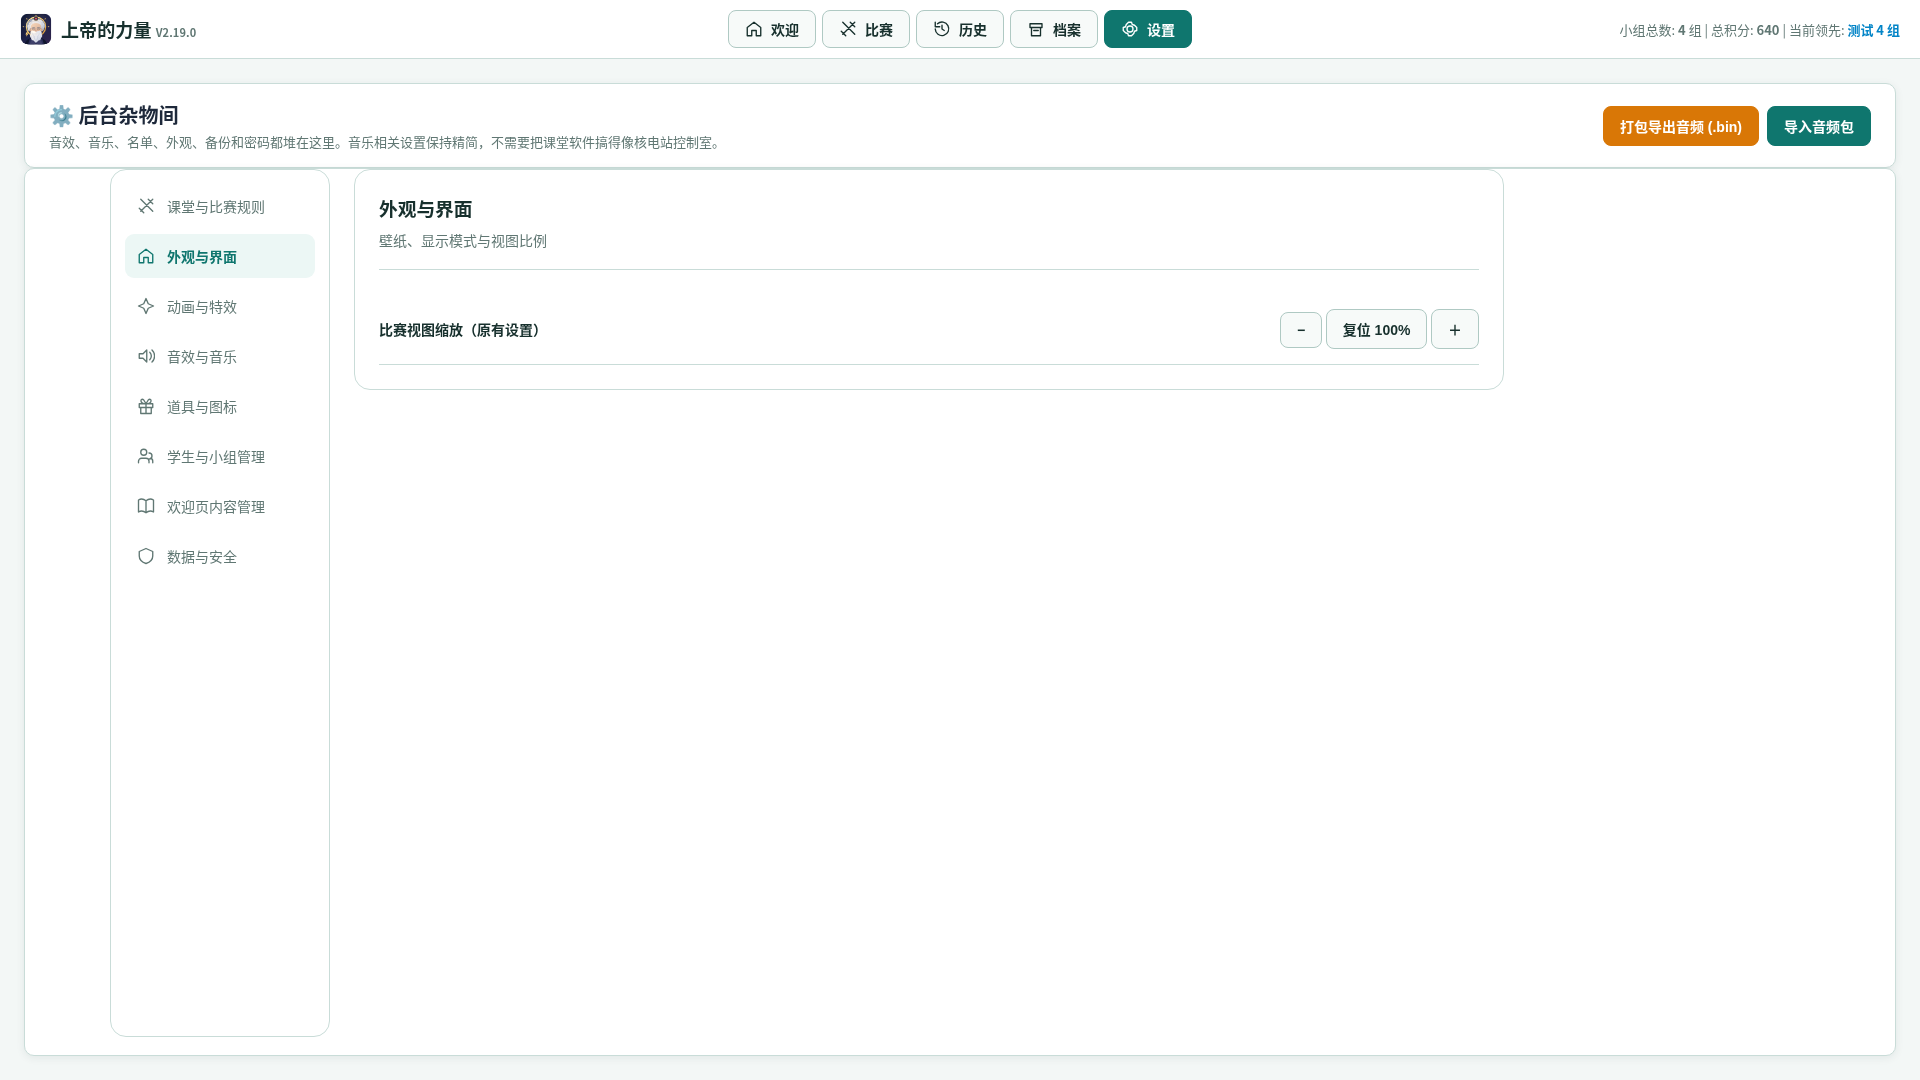 上帝的力量 V2.19.0
欢迎
比赛
历史
档案
设置
小组总数: 4 组 | 总积分: 640 | 当前领先: 测试 4 组
后台杂物间
音效、音乐、名单、外观、备份和密码都堆在这里。音乐相关设置保持精简，不需要把课堂软件搞得像核电站控制室。
打包导出音频 (.bin)
导入音频包
课堂与比赛规则
外观与界面
动画与特效
音效与音乐
道具与图标
学生与小组管理
欢迎页内容管理
数据与安全
外观与界面
壁纸、显示模式与视图比例
比赛视图缩放（原有设置）
−
复位 100%
+